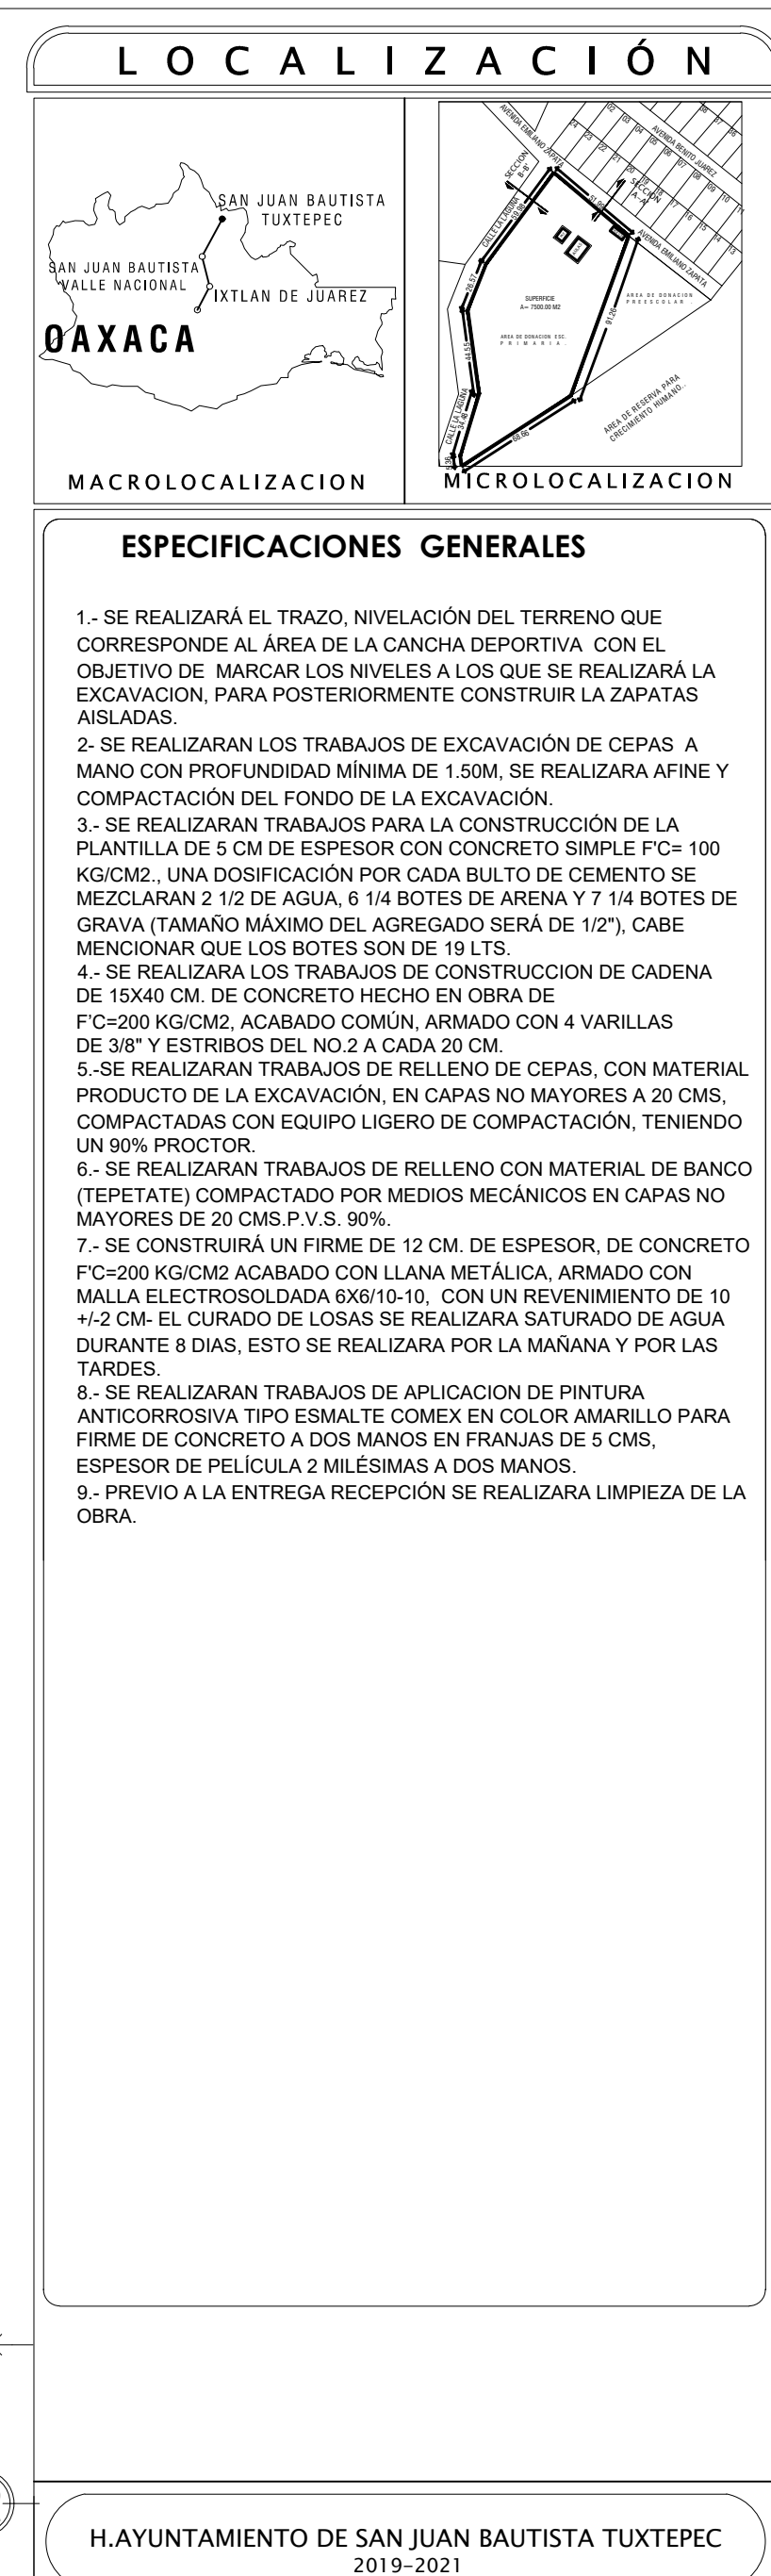 LOCALIZACIÓN
SAN JUAN BAUTISTA
TUXTEPEC
SAN JUAN BAUTISTA
VALLE NACIONAL
IXTLAN DE JUAREZ
OAXACA
MACROLOCALIZACION
AVENIDA EMILIANO ZAPATA
AVENIDA BENITO JUAREZ
SECCION
B-B'
SECCION
A-A'
CALLE LA LAGUNA
AVENIDA EMILIANO ZAPATA
26.57
SUPERFICIE
A= 7500.00 M2
AREA DE DONACION
PREESCOLAR .
91.26
AREA DE DONACION ESC.
PRIMARIA .
44.55
CALLE LA LAGUNA
34.48
68.66
AREA DE RESERVA PARA
CRECIMIENTO HUMANO..
MICROLOCALIZACION
ESPECIFICACIONES GENERALES
1.- SE REALIZARÁ EL TRAZO, NIVELACIÓN DEL TERRENO QUE
CORRESPONDE AL ÁREA DE LA CANCHA DEPORTIVA CON EL
OBJETIVO DE MARCAR LOS NIVELES A LOS QUE SE REALIZARÁ LA
EXCAVACION, PARA POSTERIORMENTE CONSTRUIR LA ZAPATAS
AISLADAS.
2- SE REALIZARAN LOS TRABAJOS DE EXCAVACIÓN DE CEPAS A
MANO CON PROFUNDIDAD MÍNIMA DE 1.50M, SE REALIZARA AFINE Y
COMPACTACIÓN DEL FONDO DE LA EXCAVACIÓN.
3.- SE REALIZARAN TRABAJOS PARA LA CONSTRUCCIÓN DE LA
PLANTILLA DE 5 CM DE ESPESOR CON CONCRETO SIMPLE F'C= 100
KG/CM2., UNA DOSIFICACIÓN POR CADA BULTO DE CEMENTO SE
MEZCLARAN 2 1/2 DE AGUA, 6 1/4 BOTES DE ARENA Y 7 1/4 BOTES DE
GRAVA (TAMAÑO MÁXIMO DEL AGREGADO SERÁ DE 1/2"), CABE
MENCIONAR QUE LOS BOTES SON DE 19 LTS.
4.- SE REALIZARA LOS TRABAJOS DE CONSTRUCCION DE CADENA
DE 15X40 CM. DE CONCRETO HECHO EN OBRA DE
F’C=200 KG/CM2, ACABADO COMÚN, ARMADO CON 4 VARILLAS
DE 3/8" Y ESTRIBOS DEL NO.2 A CADA 20 CM.
5.-SE REALIZARAN TRABAJOS DE RELLENO DE CEPAS, CON MATERIAL
PRODUCTO DE LA EXCAVACIÓN, EN CAPAS NO MAYORES A 20 CMS,
COMPACTADAS CON EQUIPO LIGERO DE COMPACTACIÓN, TENIENDO
UN 90% PROCTOR.
6.- SE REALIZARAN TRABAJOS DE RELLENO CON MATERIAL DE BANCO
(TEPETATE) COMPACTADO POR MEDIOS MECÁNICOS EN CAPAS NO
MAYORES DE 20 CMS.P.V.S. 90%.
7.- SE CONSTRUIRÁ UN FIRME DE 12 CM. DE ESPESOR, DE CONCRETO
F'C=200 KG/CM2 ACABADO CON LLANA METÁLICA, ARMADO CON
MALLA ELECTROSOLDADA 6X6/10-10, CON UN REVENIMIENTO DE 10
+/-2 CM- EL CURADO DE LOSAS SE REALIZARA SATURADO DE AGUA
DURANTE 8 DIAS, ESTO SE REALIZARA POR LA MAÑANA Y POR LAS
TARDES.
8.- SE REALIZARAN TRABAJOS DE APLICACION DE PINTURA
ANTICORROSIVA TIPO ESMALTE COMEX EN COLOR AMARILLO PARA
FIRME DE CONCRETO A DOS MANOS EN FRANJAS DE 5 CMS,
ESPESOR DE PELÍCULA 2 MILÉSIMAS A DOS MANOS.
9.- PREVIO A LA ENTREGA RECEPCIÓN SE REALIZARA LIMPIEZA DE LA
OBRA.
H.AYUNTAMIENTO DE SAN JUAN BAUTISTA TUXTEPEC
2019-2021